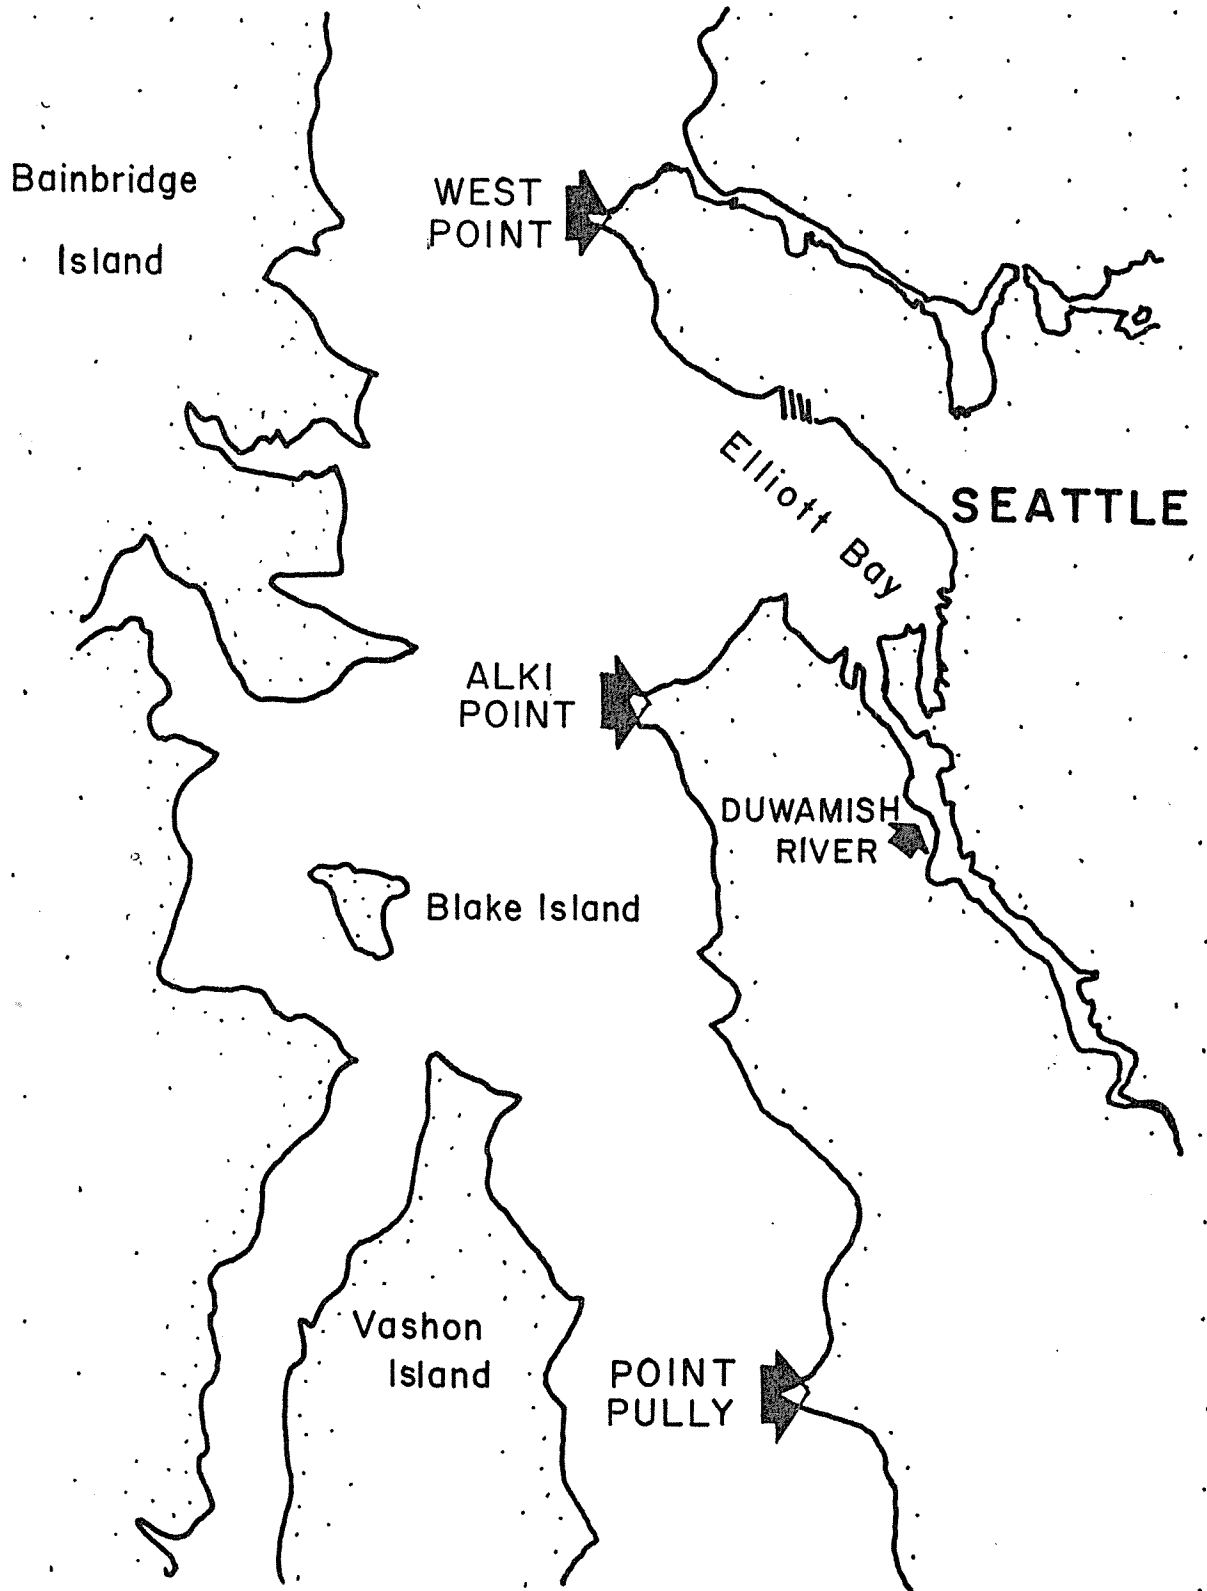 Bainbridge
Island
WEST
POINT
Elliott Bay
SEATTLE
ALKI
POINT
DUWAMISH
RIVER
Blake Island
Vashon
Island
POINT
PULLY